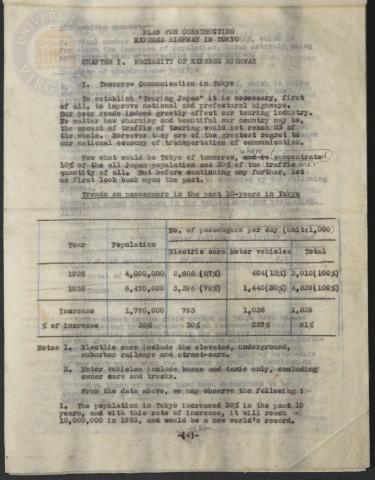 PLAN FOR CONSTRUCTING
EXPRESS HIGHWAY IN TOKYO
CHAPTER I. NECESSITY OF EXPRESS HIGHWAY
I. Tomorrow Communication in Tokyo
To establish "Touring Japan" it is necessary, first
of all, to improve national and prefectural highways.
Our poor roads indeed greatly effect our touring industry.
No matter how charming and beautiful our country may be,
the amount of traffic of touring would not reach 5% of
the whole. Moreover they are of the greatest regret to
our national economy of transportation of communication.
Now what would be Tokyo of tomorrow, where concentrated
10% of the all Japan population and 20% of the traffic
quantity of all. But before continuing any further, let
us first look back upon the past.
Trends on passengers in the past 10-years in Tokyo
No. of passengers per day (unit:1,000)
Year Population Electric cars Motor vehicles Total
1928 4,000,000 2,606 (87%) 404(13%) 3,010(100%)
1938 6,470,000 3,396 (70%) 1,440(30%) 4,839(100%)
Increase 1,770,000 793 1,036 1,829
% of increase 38% 30% 257% 61%
Notes 1. Electric cars include the elevated, underground,
suburban railways and street-cars.
2. Motor vehicles include buses and taxis only, excluding
owner cars and trucks.
From the data above, we may observe the following :
1. The population in Tokyo increased 38% in the past 10
years, and with this rate of increase, it will reach
10,000,000 in 1955, and would be a new world's record.